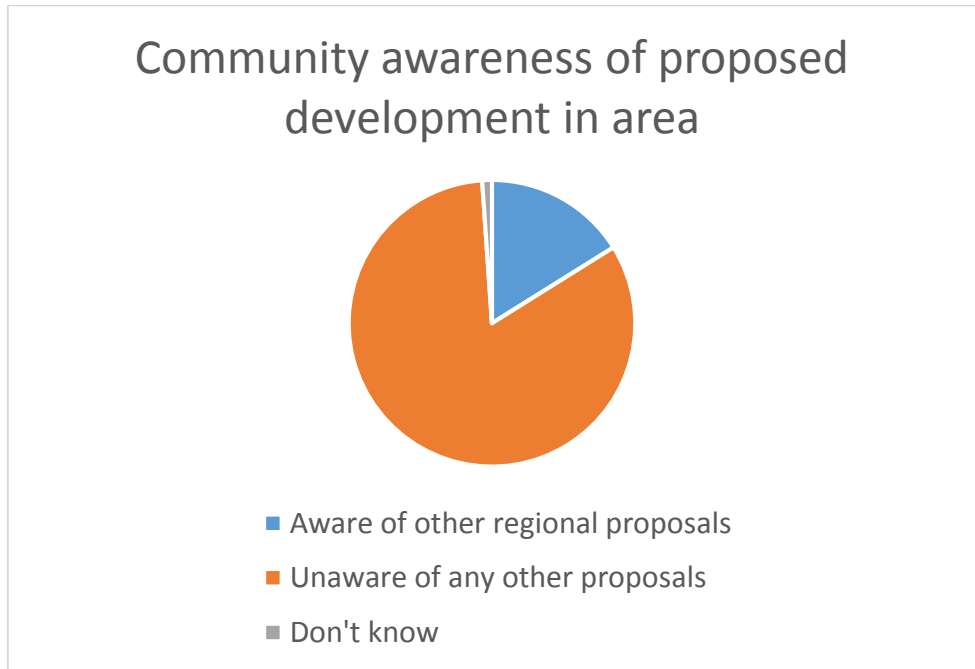 Community awareness of proposed
development in area
Aware of other regional proposals
Unaware of any other proposals
Don't know